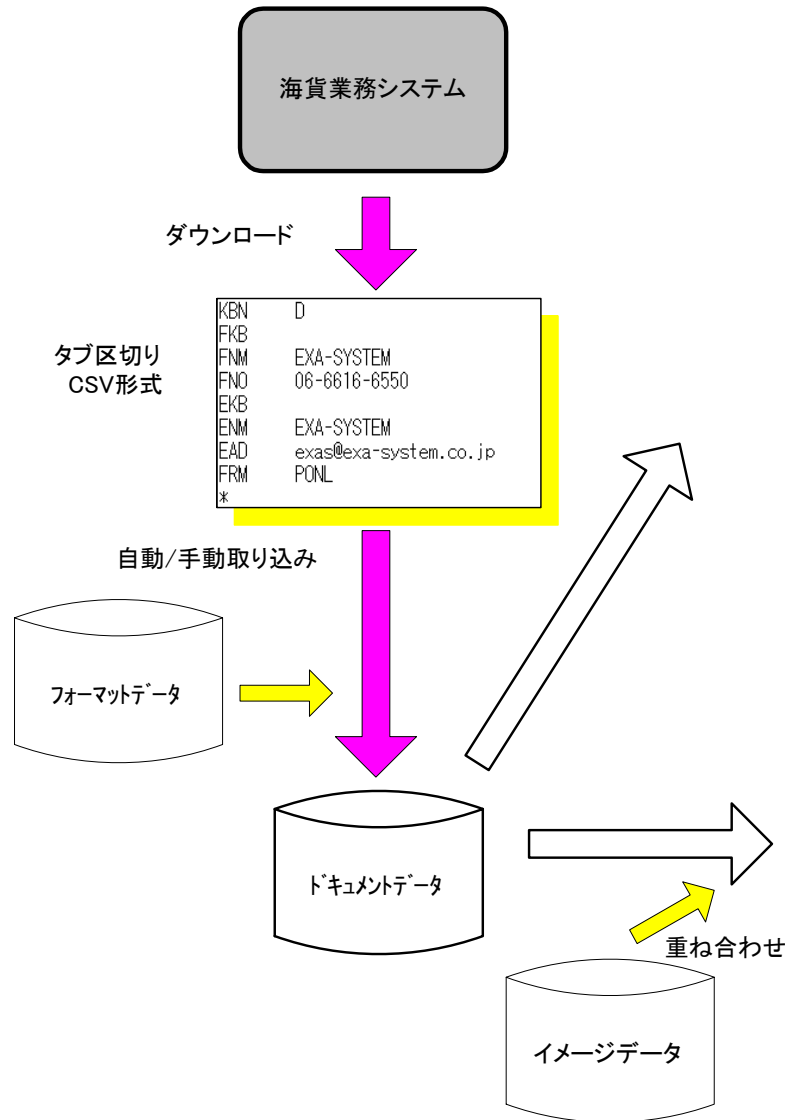 海貨業務システム
ダウンロード
タブ区切り
CSV形式
KBN D
FKB
FNM EXA-SYSTEM
FNO 06-6616-6550
EKB
ENM EXA-SYSTEM
EAD exas@exa-system.co.jp
FRM PONL
*
自動/手動取り込み
フォーマットデータ
ドキュメントデータ
重ね合わせ
イメージデータ